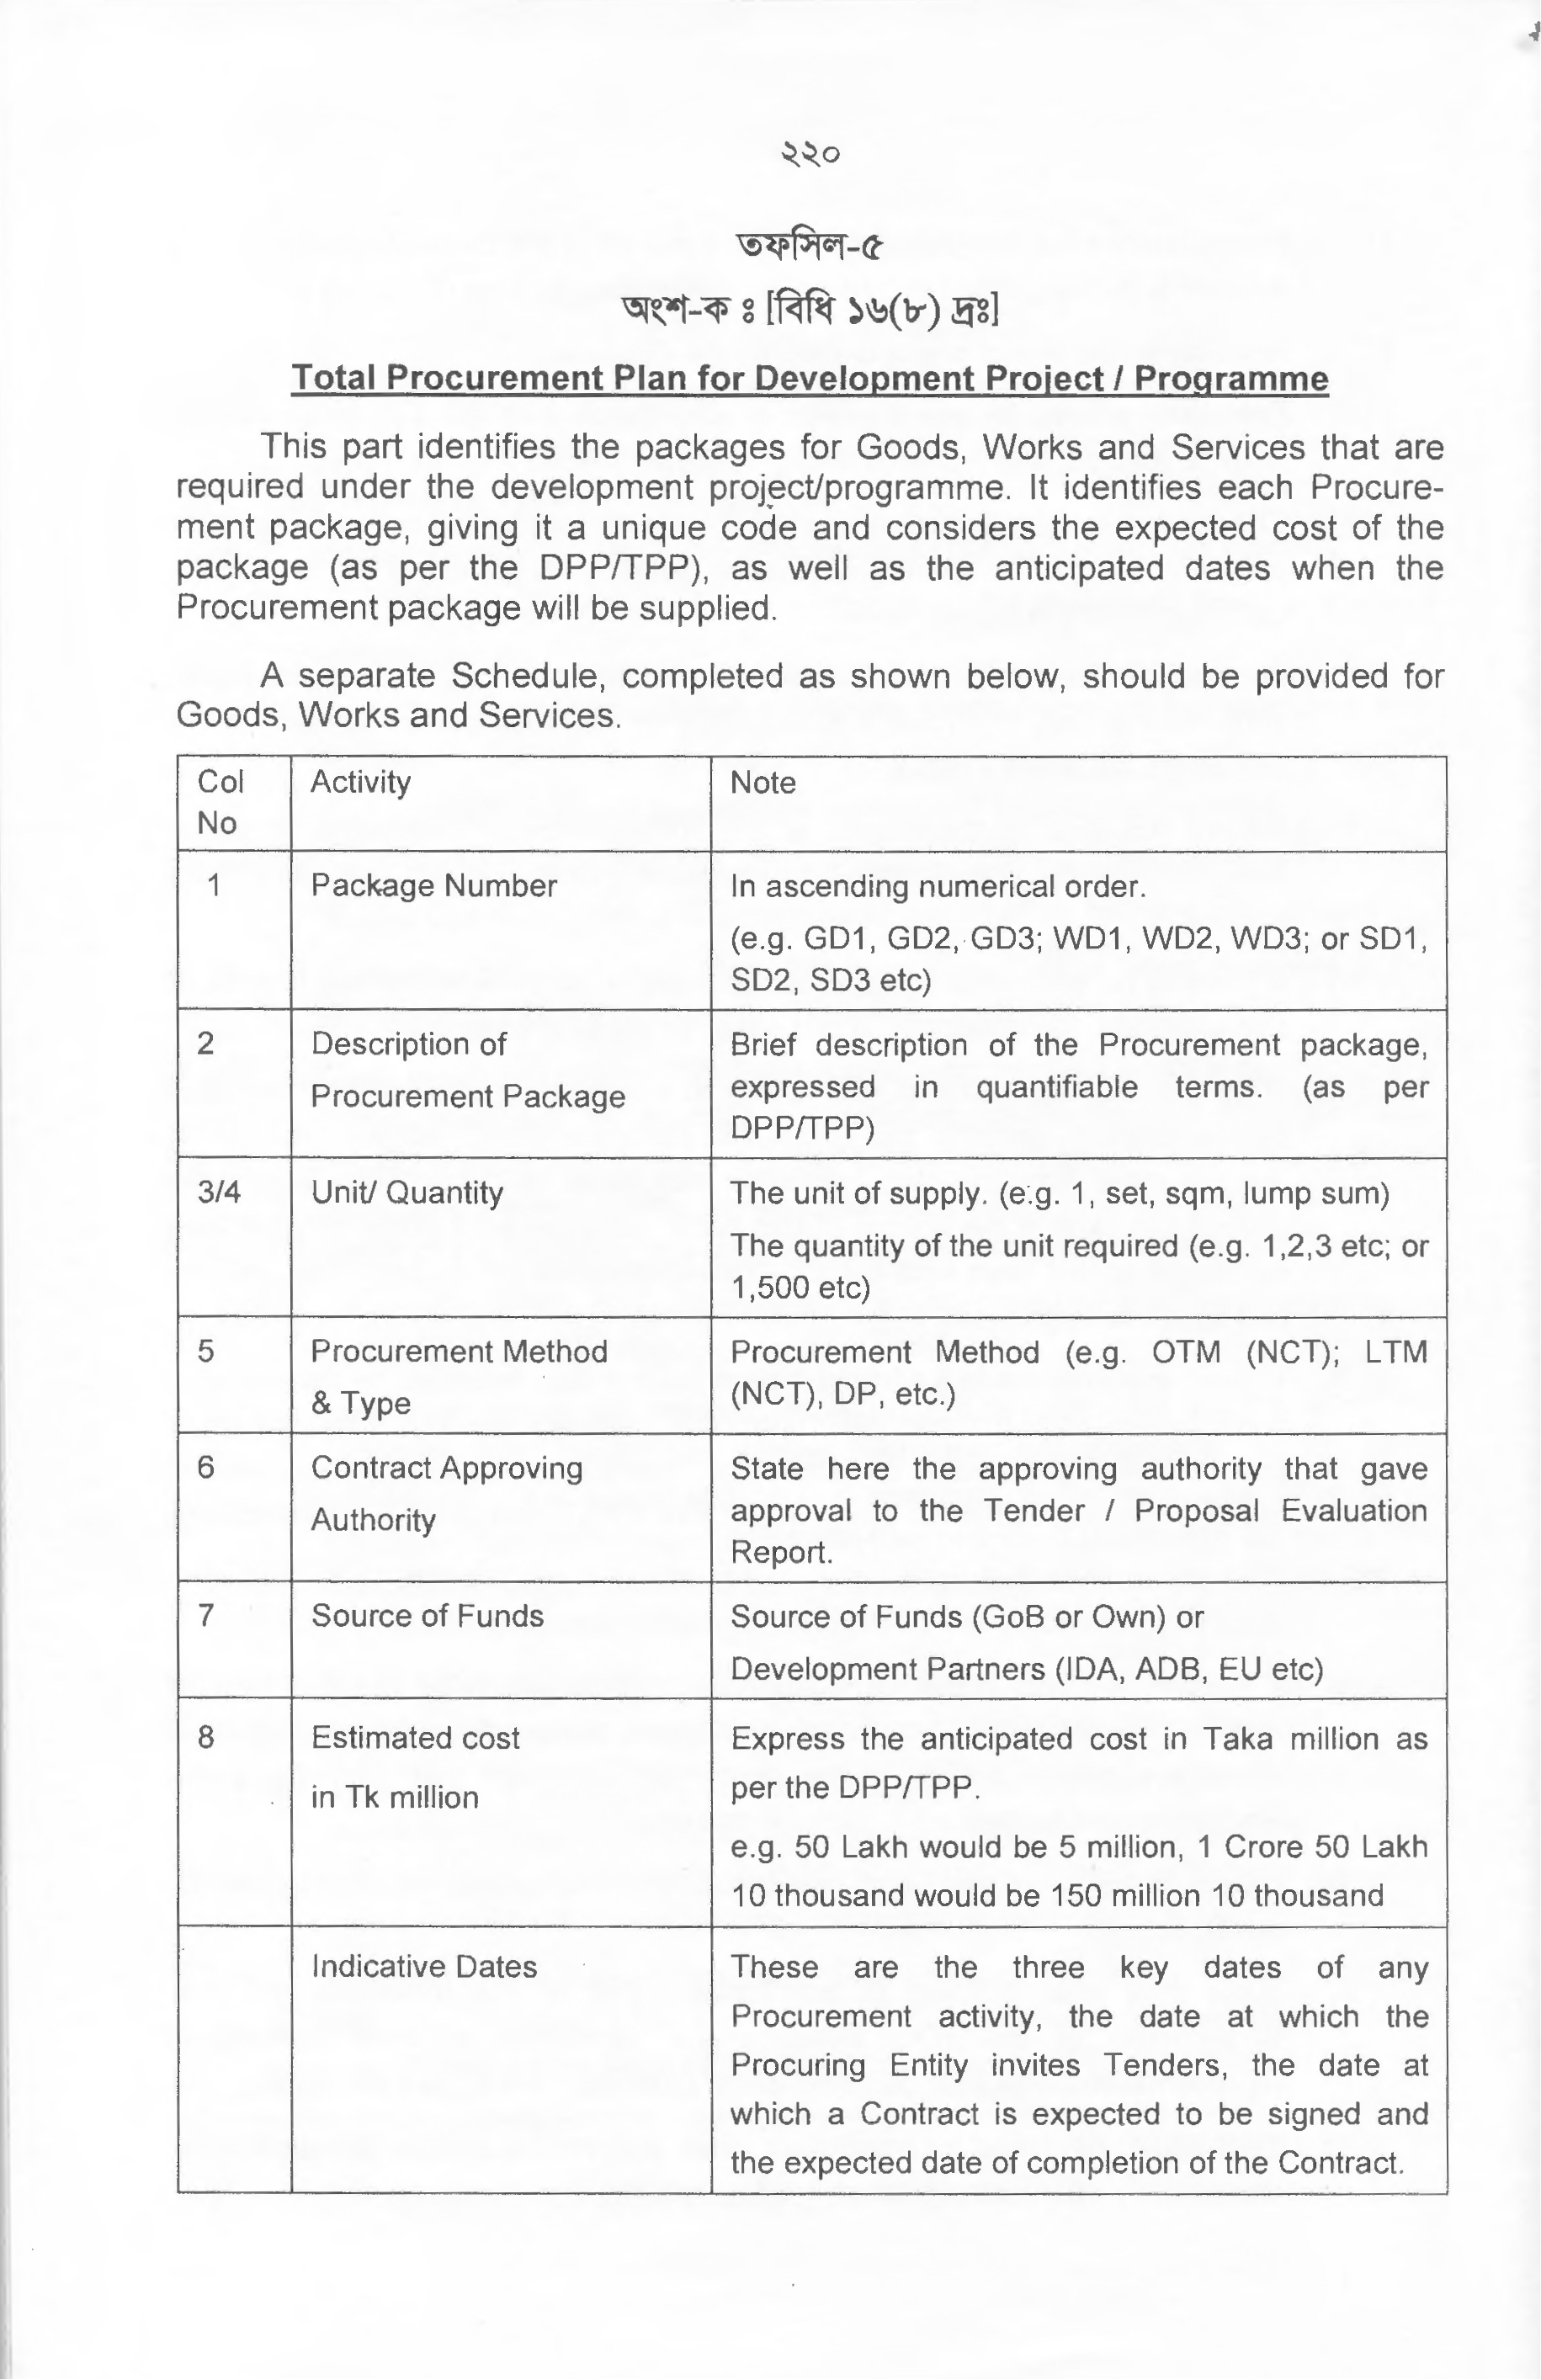 ২২০
তফসিল-৫
অংশ-ক ঃ [বিধি ১৬(৮) দ্রঃ]
Total Procurement Plan for Development Project / Programme
This part identifies the packages for Goods, Works and Services that are
required under the development project/programme. It identifies each Procure-
ment package, giving it a unique code and considers the expected cost of the
package (as per the DPP/TPP), as well as the anticipated dates when the
Procurement package will be supplied.
A separate Schedule, completed as shown below, should be provided for
Goods, Works and Services.
Col Activity Note
No
1 Package Number In ascending numerical order.
(e.g. GD1, GD2, GD3; WD1, WD2, WD3; or SD1,
SD2, SD3 etc)
2 Description of Brief description of the Procurement package,
Procurement Package expressed in quantifiable terms. (as per
DPP/TPP)
3/4 Unit/ Quantity The unit of supply. (e.g. 1, set, sqm, lump sum)
The quantity of the unit required (e.g. 1,2,3 etc; or
1,500 etc)
5 Procurement Method Procurement Method (e.g. OTM (NCT); LTM
& Type (NCT), DP, etc.)
6 Contract Approving State here the approving authority that gave
Authority approval to the Tender / Proposal Evaluation
Report.
7 Source of Funds Source of Funds (GoB or Own) or
Development Partners (IDA, ADB, EU etc)
8 Estimated cost Express the anticipated cost in Taka million as
in Tk million per the DPP/TPP.
e.g. 50 Lakh would be 5 million, 1 Crore 50 Lakh
10 thousand would be 150 million 10 thousand
Indicative Dates These are the three key dates of any
Procurement activity, the date at which the
Procuring Entity invites Tenders, the date at
which a Contract is expected to be signed and
the expected date of completion of the Contract.